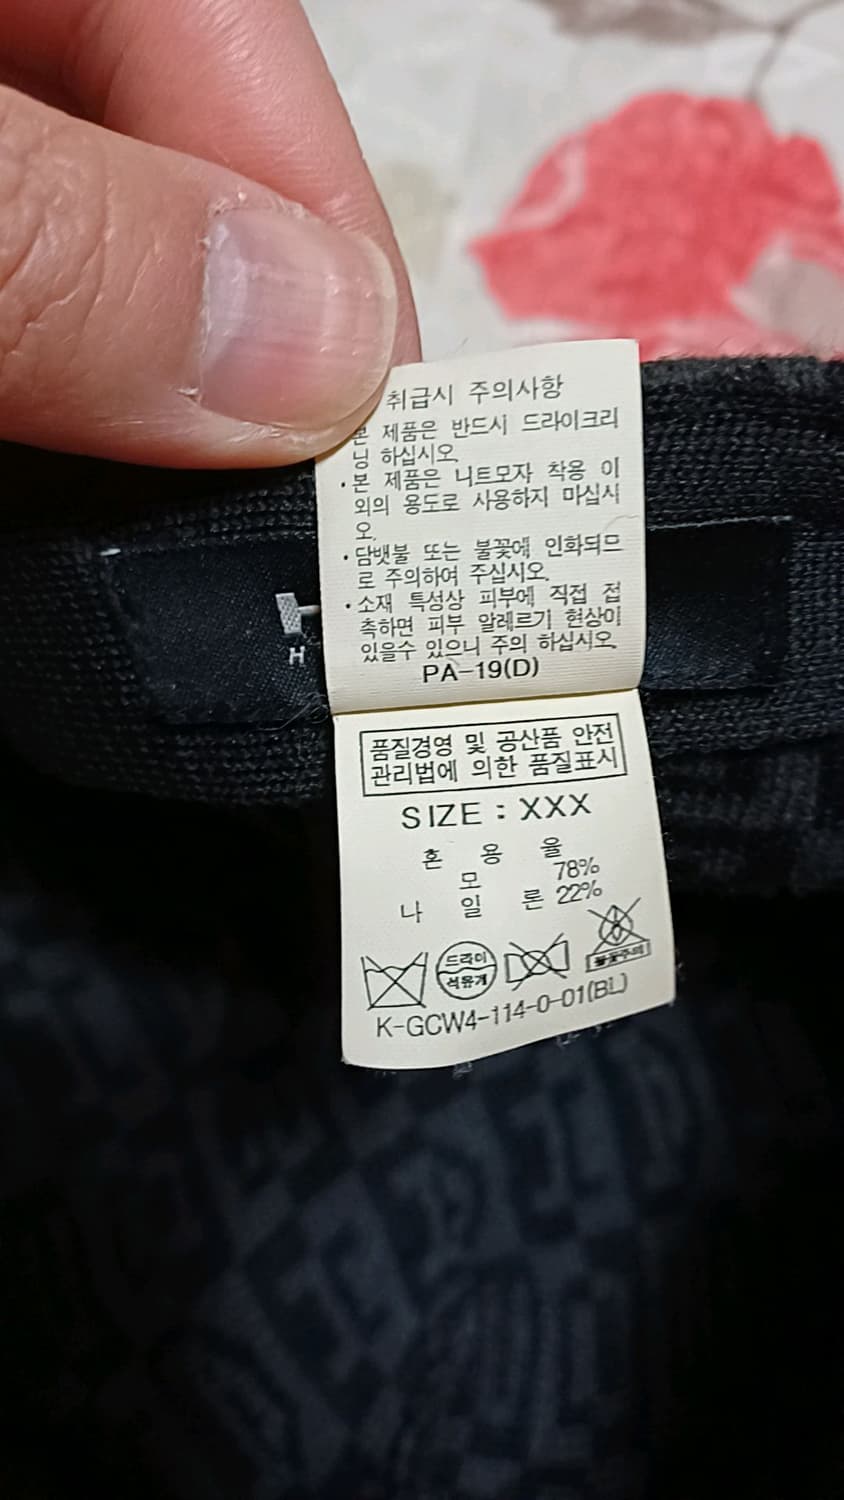 취급시 주의사항
본 제품은 반드시 드라이크리
닝 하십시오.
·본 제품은 니트모자 착용 이
외의 용도로 사용하지 마십시
오.
·담뱃불 또는 불꽃에 인화되므
로 주의하여 주십시오.
·소재 특성상 피부에 직접 접
촉하면 피부 알레르기 현상이
있을수 있으니 주의 하십시오.
PA-19(D)
품질경영 및 공산품 안전
관리법에 의한 품질표시
SIZE : XXX
혼 용 율
모 78%
나 일 론 22%
드라이
석유계
불꽃주의
K-GCW4-114-0-01(BL)
H